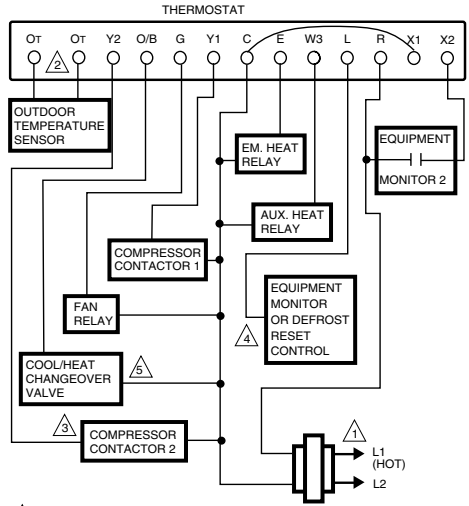 THERMOSTAT
OT OT Y2 O/B G Y1 C E W3 L R X1 X2
2
OUTDOOR
TEMPERATURE
SENSOR
EM. HEAT
RELAY
EQUIPMENT
MONITOR 2
AUX. HEAT
RELAY
COMPRESSOR
CONTACTOR 1
EQUIPMENT
MONITOR
OR DEFROST
RESET
CONTROL
FAN
RELAY
4
COOL/HEAT
CHANGEOVER
VALVE
5
3
COMPRESSOR
CONTACTOR 2
1
L1
(HOT)
L2